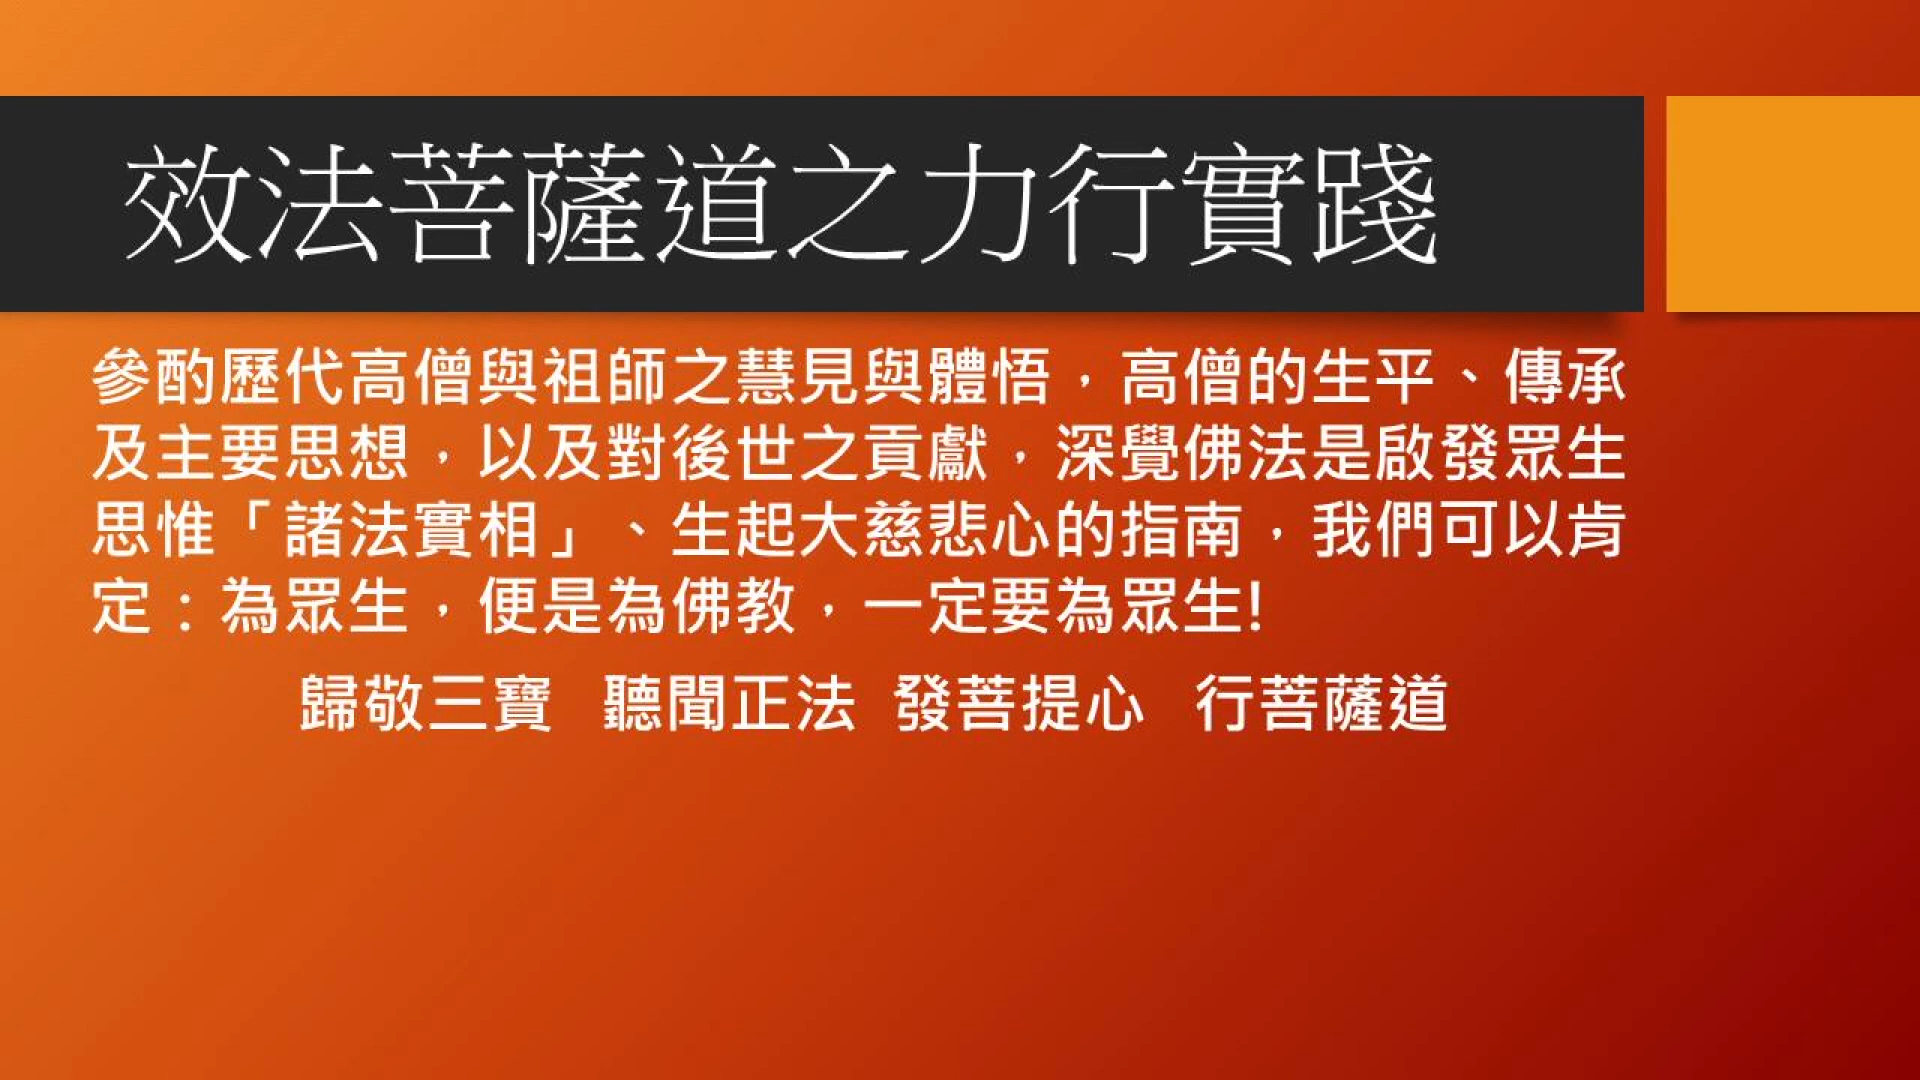 效法菩薩道之力行實踐
參酌歷代高僧與祖師之慧見與體悟，高僧的生平、傳承
及主要思想，以及對後世之貢獻，深覺佛法是啟發眾生
思惟「諸法實相」、生起大慈悲心的指南，我們可以肯
定：為眾生，便是為佛教，一定要為眾生!
歸敬三寶 聽聞正法 發菩提心 行菩薩道